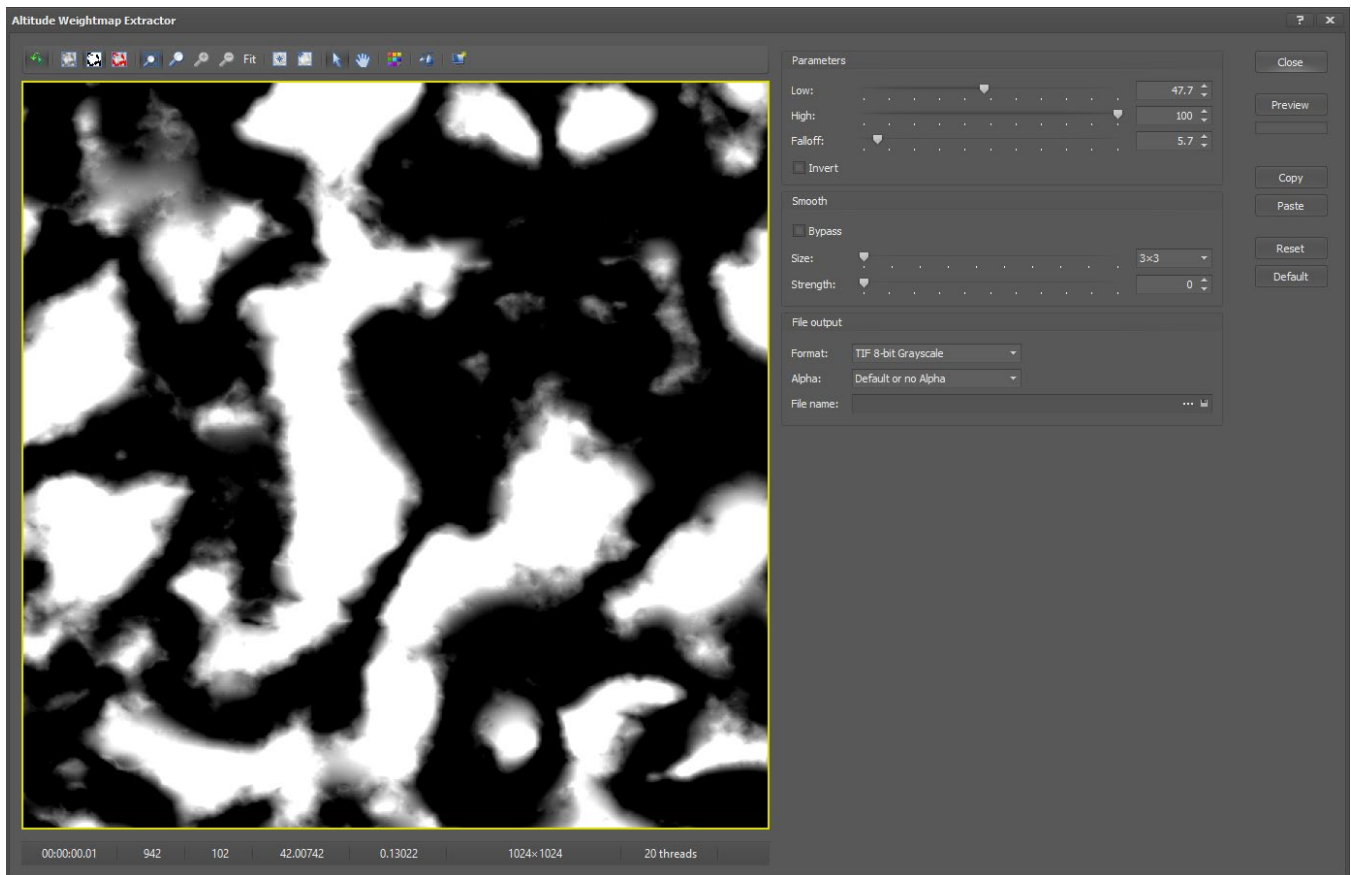 Altitude Weightmap Extractor
? x
Fit
Parameters
Low: 47.7
High: 100
Falloff: 5.7
Invert
Smooth
Bypass
Size: 3×3
Strength: 0
File output
Format: TIF 8-bit Grayscale
Alpha: Default or no Alpha
File name: ...
Close
Preview
Copy
Paste
Reset
Default
00:00:00.01 942 102 42.00742 0.13022 1024×1024 20 threads